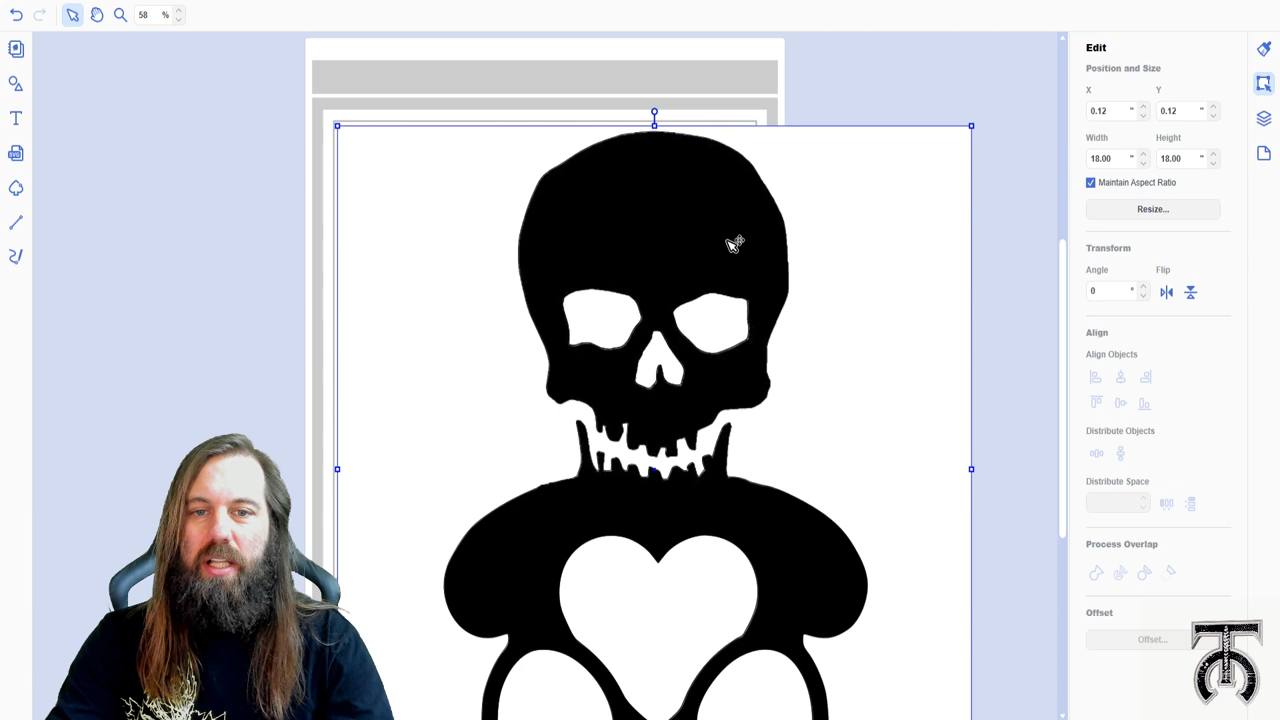 58 %
T
SVG
Edit
Position and Size
X Y
0.12 " 0.12 "
Width Height
18.00 " 18.00 "
Maintain Aspect Ratio
Resize...
Transform
Angle Flip
0 °
Align
Align Objects
Distribute Objects
Distribute Space
Process Overlap
Offset
Offset...